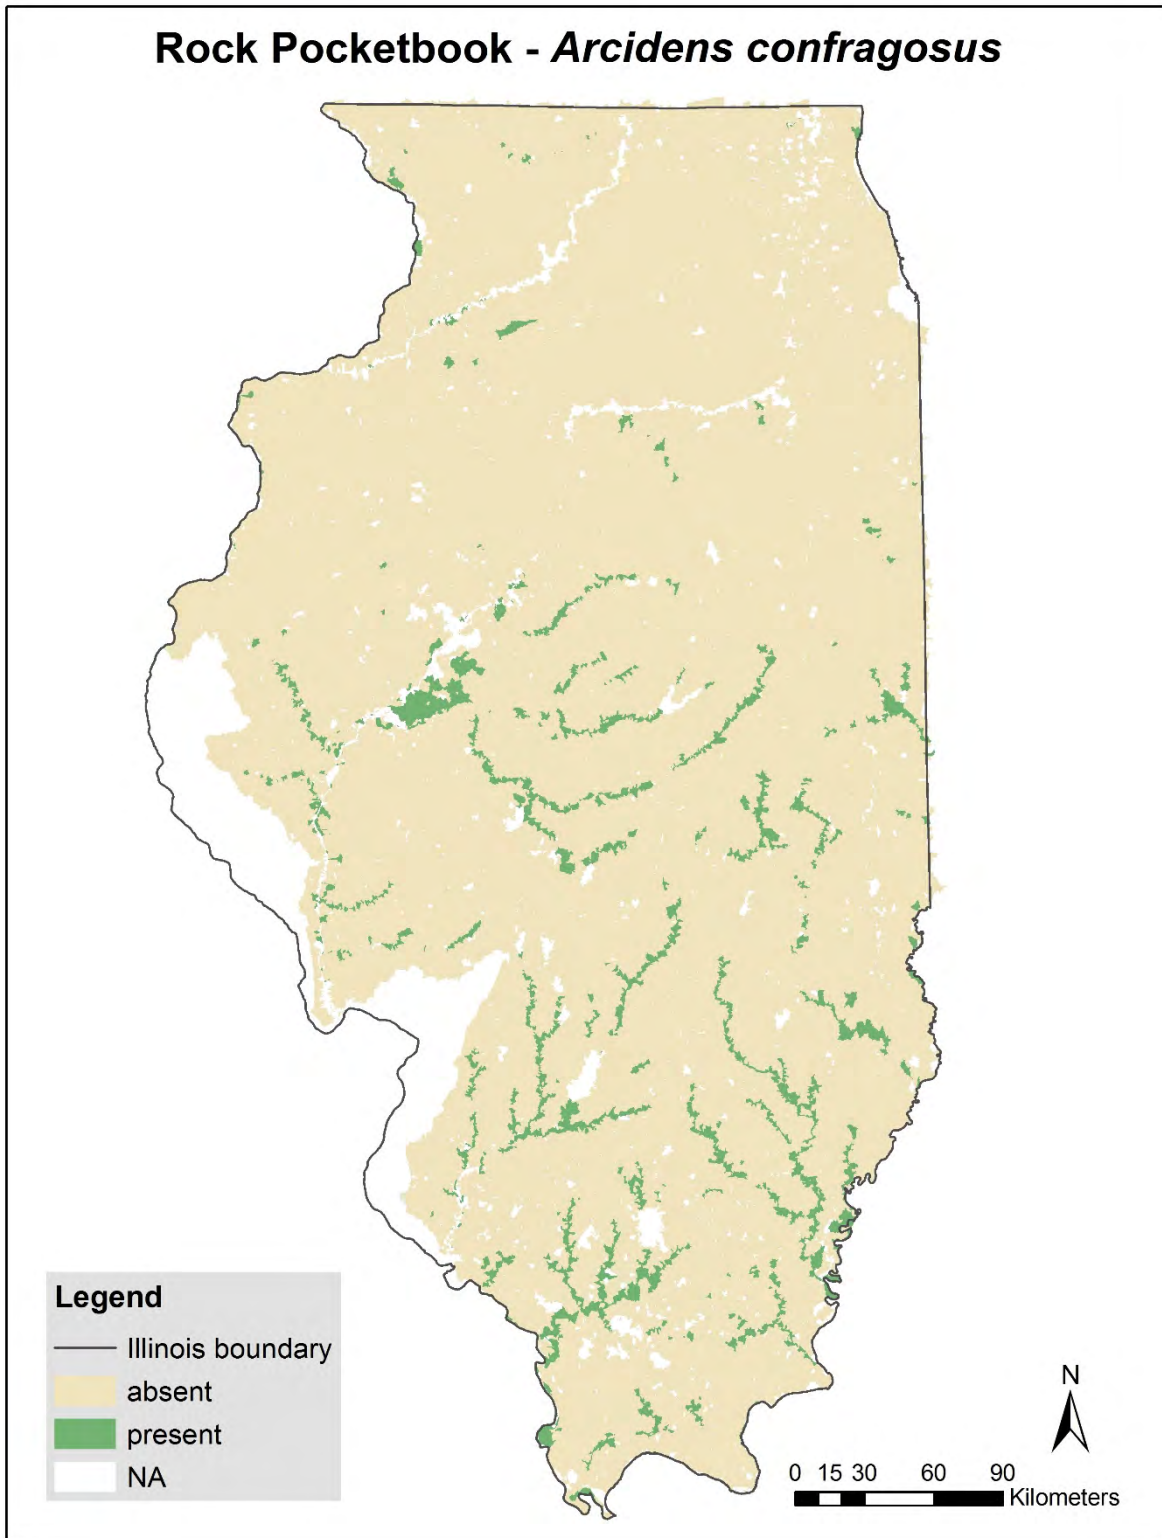 Rock Pocketbook - Arcidens confragosus
Legend
Illinois boundary
absent
present
NA
N
0 15 30 60 90
Kilometers